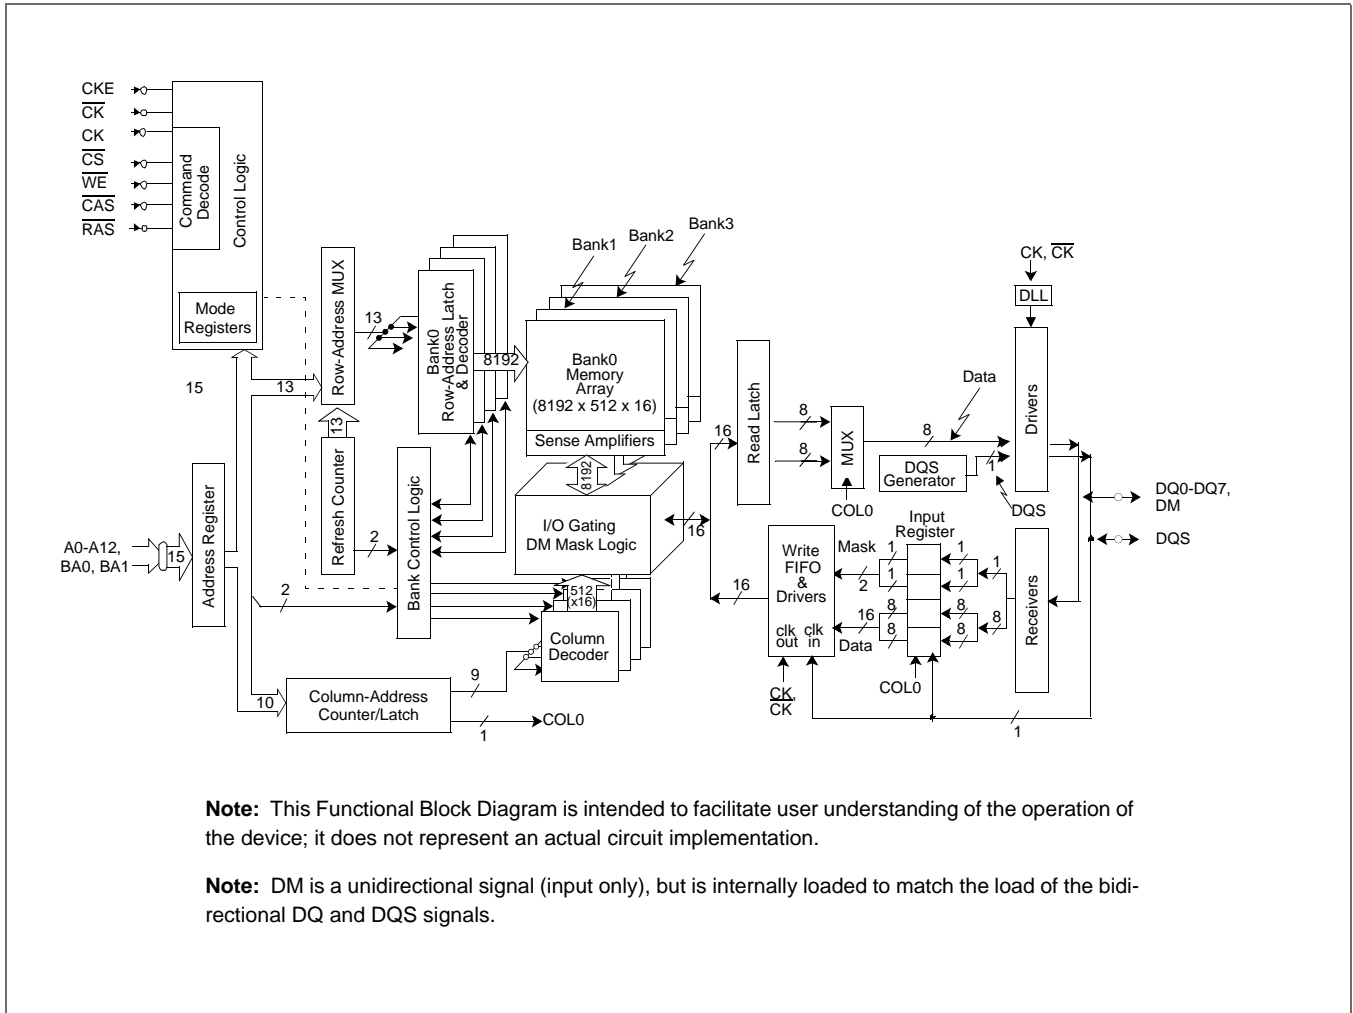 CKE
CK
CK
CS
WE
CAS
RAS
Command
Decode
Control Logic
Mode
Registers
15
13
Row-Address MUX
13
Refresh Counter
13
Bank0
Row-Address Latch
& Decoder
8192
Bank1
Bank2
Bank3
Bank0
Memory
Array
(8192 x 512 x 16)
Sense Amplifiers
8192
I/O Gating
DM Mask Logic
16
A0-A12,
BA0, BA1
15
Address Register
2
2
Bank Control Logic
512
(x16)
Column
Decoder
9
10
Column-Address
Counter/Latch
1
COL0
16
Read Latch
8
8
MUX
COL0
8
Data
DQS
Generator
1
DQS
CK, CK
DLL
Drivers
DQ0-DQ7,
DM
DQS
16
Write
FIFO
&
Drivers
clk
out
clk
in
CK,
CK
Mask
2
16
Data
1
1
8
8
Input
Register
COL0
1
1
8
8
1
8
Receivers
1
Note: This Functional Block Diagram is intended to facilitate user understanding of the operation of
the device; it does not represent an actual circuit implementation.
Note: DM is a unidirectional signal (input only), but is internally loaded to match the load of the bidi-
rectional DQ and DQS signals.